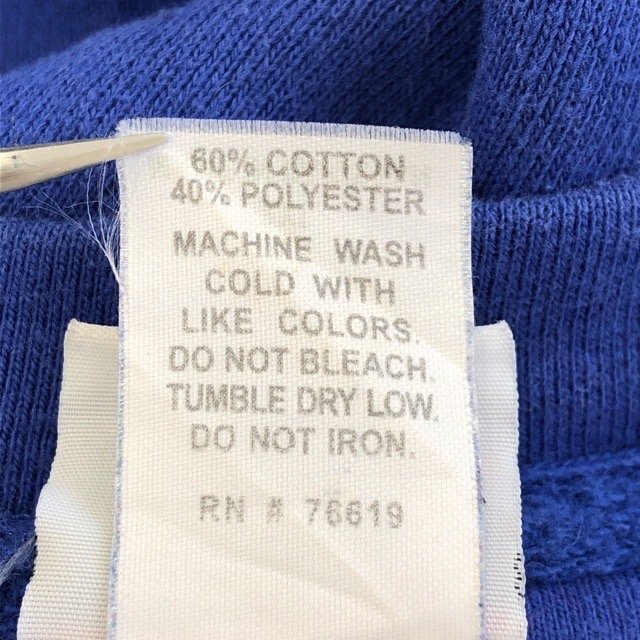 60% COTTON
40% POLYESTER
MACHINE WASH
COLD WITH
LIKE COLORS.
DO NOT BLEACH.
TUMBLE DRY LOW.
DO NOT IRON.
RN # 76619